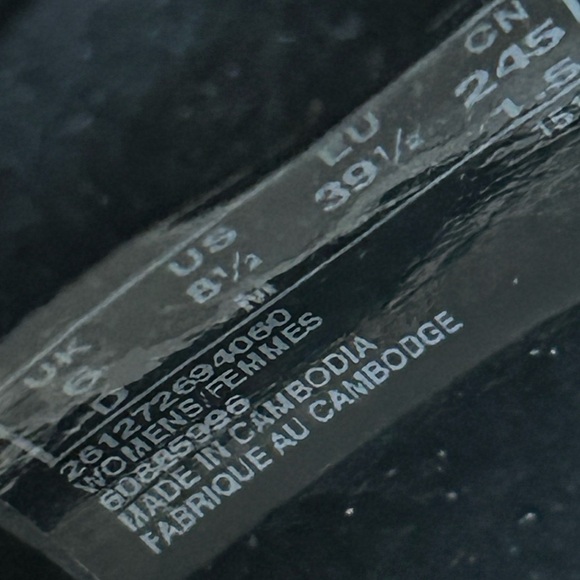 UK US EU CN
6 8½ 39½ 245
D M 1.5
261272694060
WOMENS/FEMMES
MADE IN CAMBODIA
FABRIQUE AU CAMBODGE